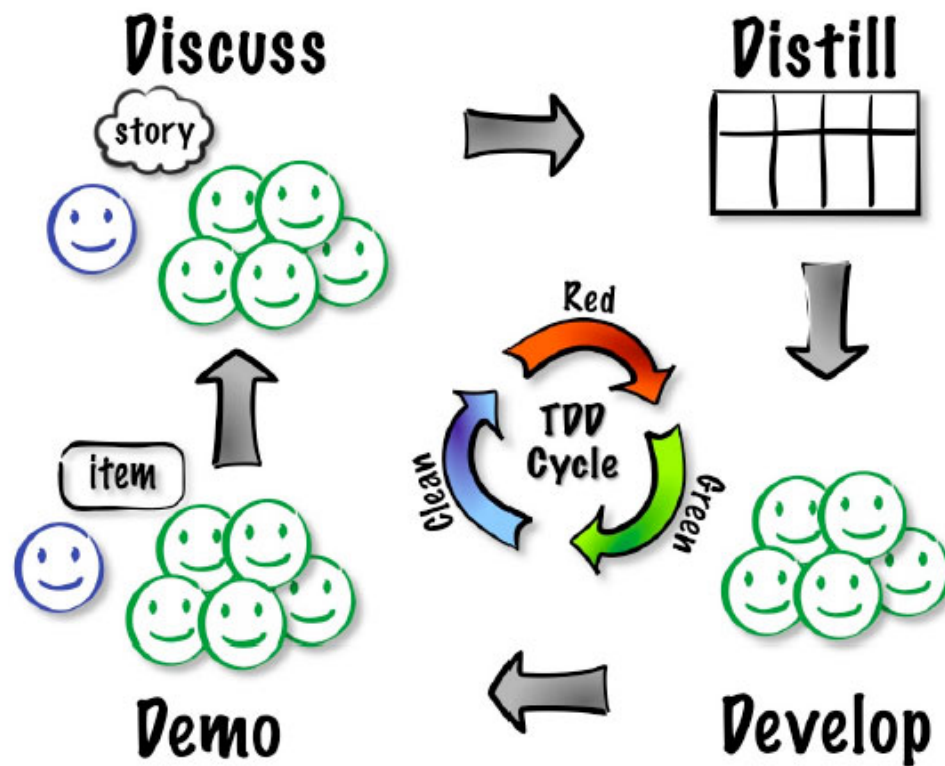 Discuss
Distill
story
Red
TDD
Cycle
Clean
Green
item
Demo
Develop